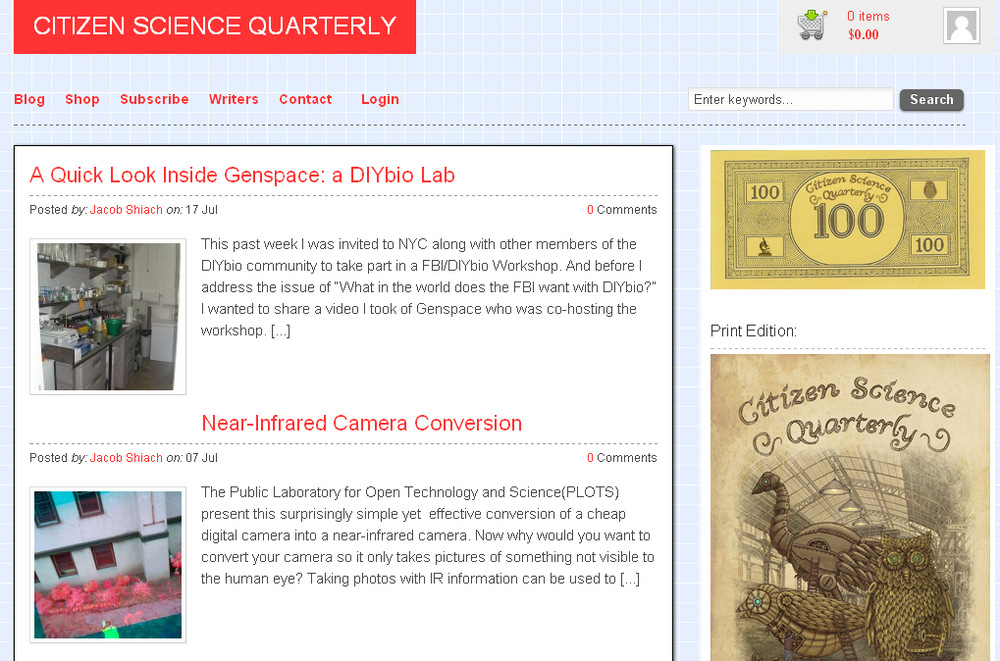 CITIZEN SCIENCE QUARTERLY
0 items
$0.00
Blog Shop Subscribe Writers Contact Login
Enter keywords...
Search
A Quick Look Inside Genspace: a DIYbio Lab
Posted by: Jacob Shiach on: 17 Jul
0 Comments
This past week I was invited to NYC along with other members of the
DIYbio community to take part in a FBI/DIYbio Workshop. And before I
address the issue of "What in the world does the FBI want with DIYbio?"
I wanted to share a video I took of Genspace who was co-hosting the
workshop. [...]
Near-Infrared Camera Conversion
Posted by: Jacob Shiach on: 07 Jul
0 Comments
The Public Laboratory for Open Technology and Science(PLOTS)
present this surprisingly simple yet  effective conversion of a cheap
digital camera into a near-infrared camera. Now why would you want to
convert your camera so it only takes pictures of something not visible to
the human eye? Taking photos with IR information can be used to [...]
100
Citizen Science
Quarterly
100
100
Print Edition:
Citizen Science
Quarterly